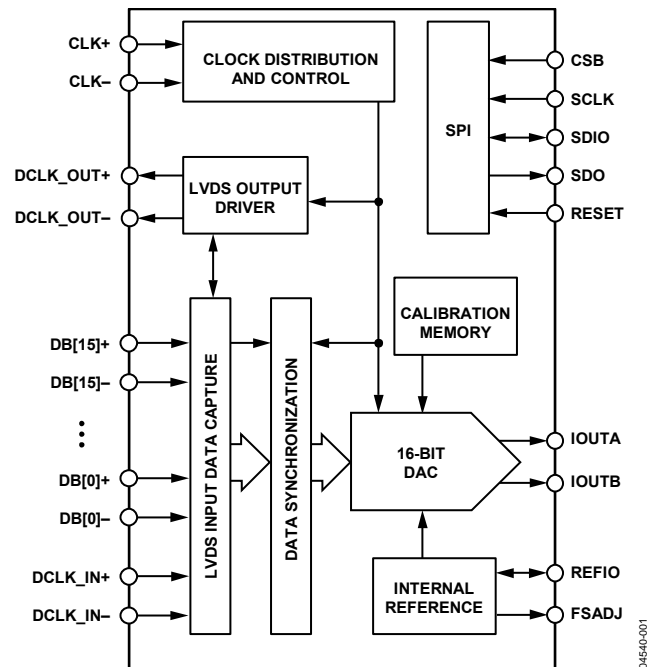 CLK+
CLK–
CLOCK DISTRIBUTION
AND CONTROL
CSB
SCLK
SPI
SDIO
SDO
RESET
DCLK_OUT+
DCLK_OUT–
LVDS OUTPUT
DRIVER
CALIBRATION
MEMORY
DB[15]+
DB[15]–
⋮
DB[0]+
DB[0]–
DCLK_IN+
DCLK_IN–
LVDS INPUT DATA CAPTURE
DATA SYNCHRONIZATION
16-BIT
DAC
IOUTA
IOUTB
INTERNAL
REFERENCE
REFIO
FSADJ
04540-001